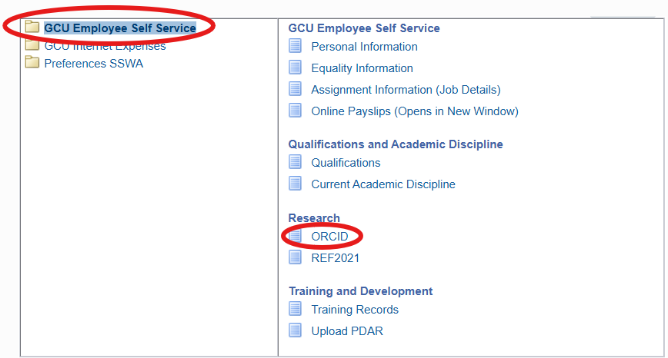 GCU Employee Self Service
GCU Internet Expenses
Preferences SSWA
GCU Employee Self Service
Personal Information
Equality Information
Assignment Information (Job Details)
Online Payslips (Opens in New Window)
Qualifications and Academic Discipline
Qualifications
Current Academic Discipline
Research
ORCID
REF2021
Training and Development
Training Records
Upload PDAR